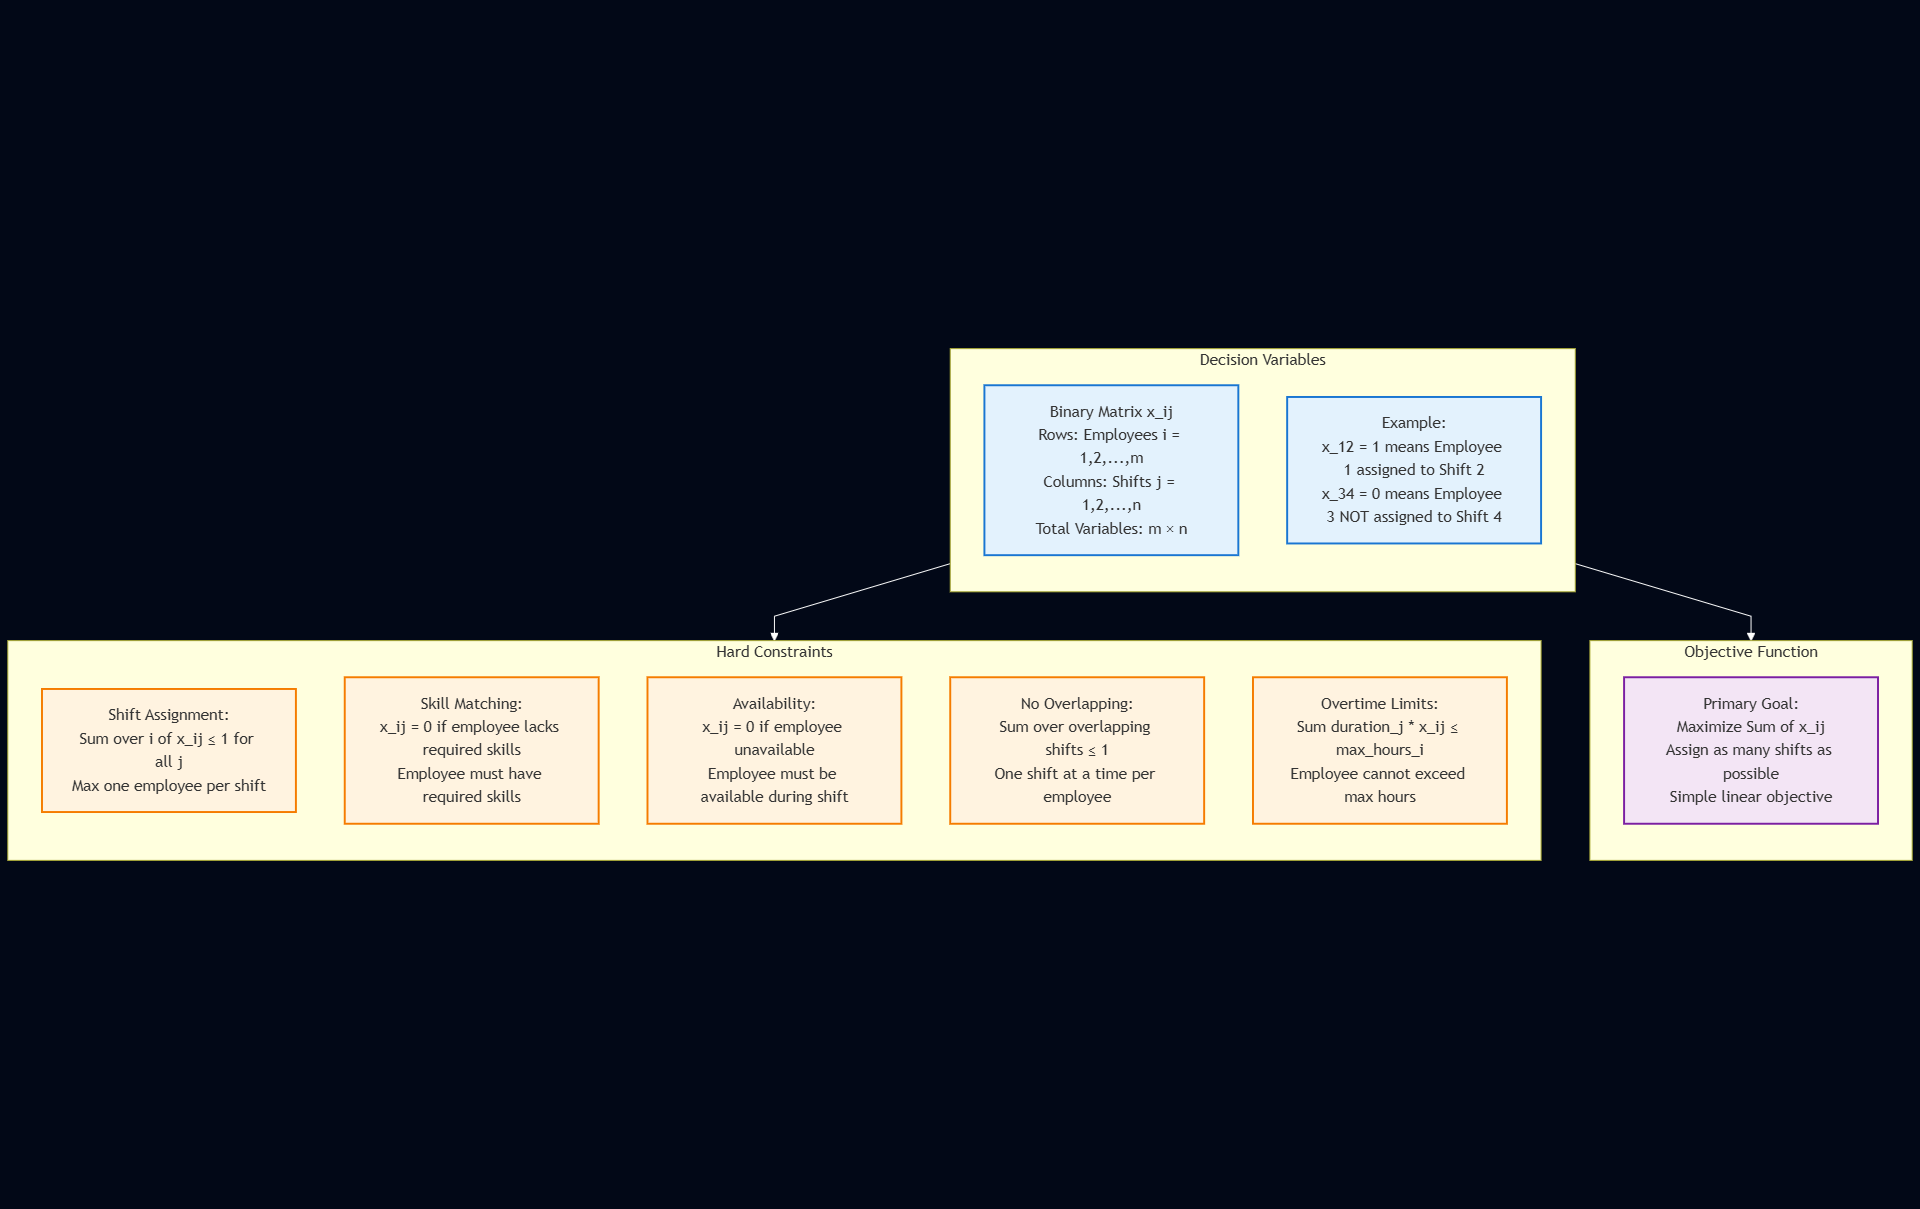 Decision Variables
Binary Matrix x_ij
Rows: Employees i =
1,2,...,m
Columns: Shifts j =
1,2,...,n
Total Variables: m × n
Example:
x_12 = 1 means Employee
1 assigned to Shift 2
x_34 = 0 means Employee
3 NOT assigned to Shift 4
Hard Constraints
Shift Assignment:
Sum over i of x_ij ≤ 1 for
all j
Max one employee per shift
Skill Matching:
x_ij = 0 if employee lacks
required skills
Employee must have
required skills
Availability:
x_ij = 0 if employee
unavailable
Employee must be
available during shift
No Overlapping:
Sum over overlapping
shifts ≤ 1
One shift at a time per
employee
Overtime Limits:
Sum duration_j * x_ij ≤
max_hours_i
Employee cannot exceed
max hours
Objective Function
Primary Goal:
Maximize Sum of x_ij
Assign as many shifts as
possible
Simple linear objective